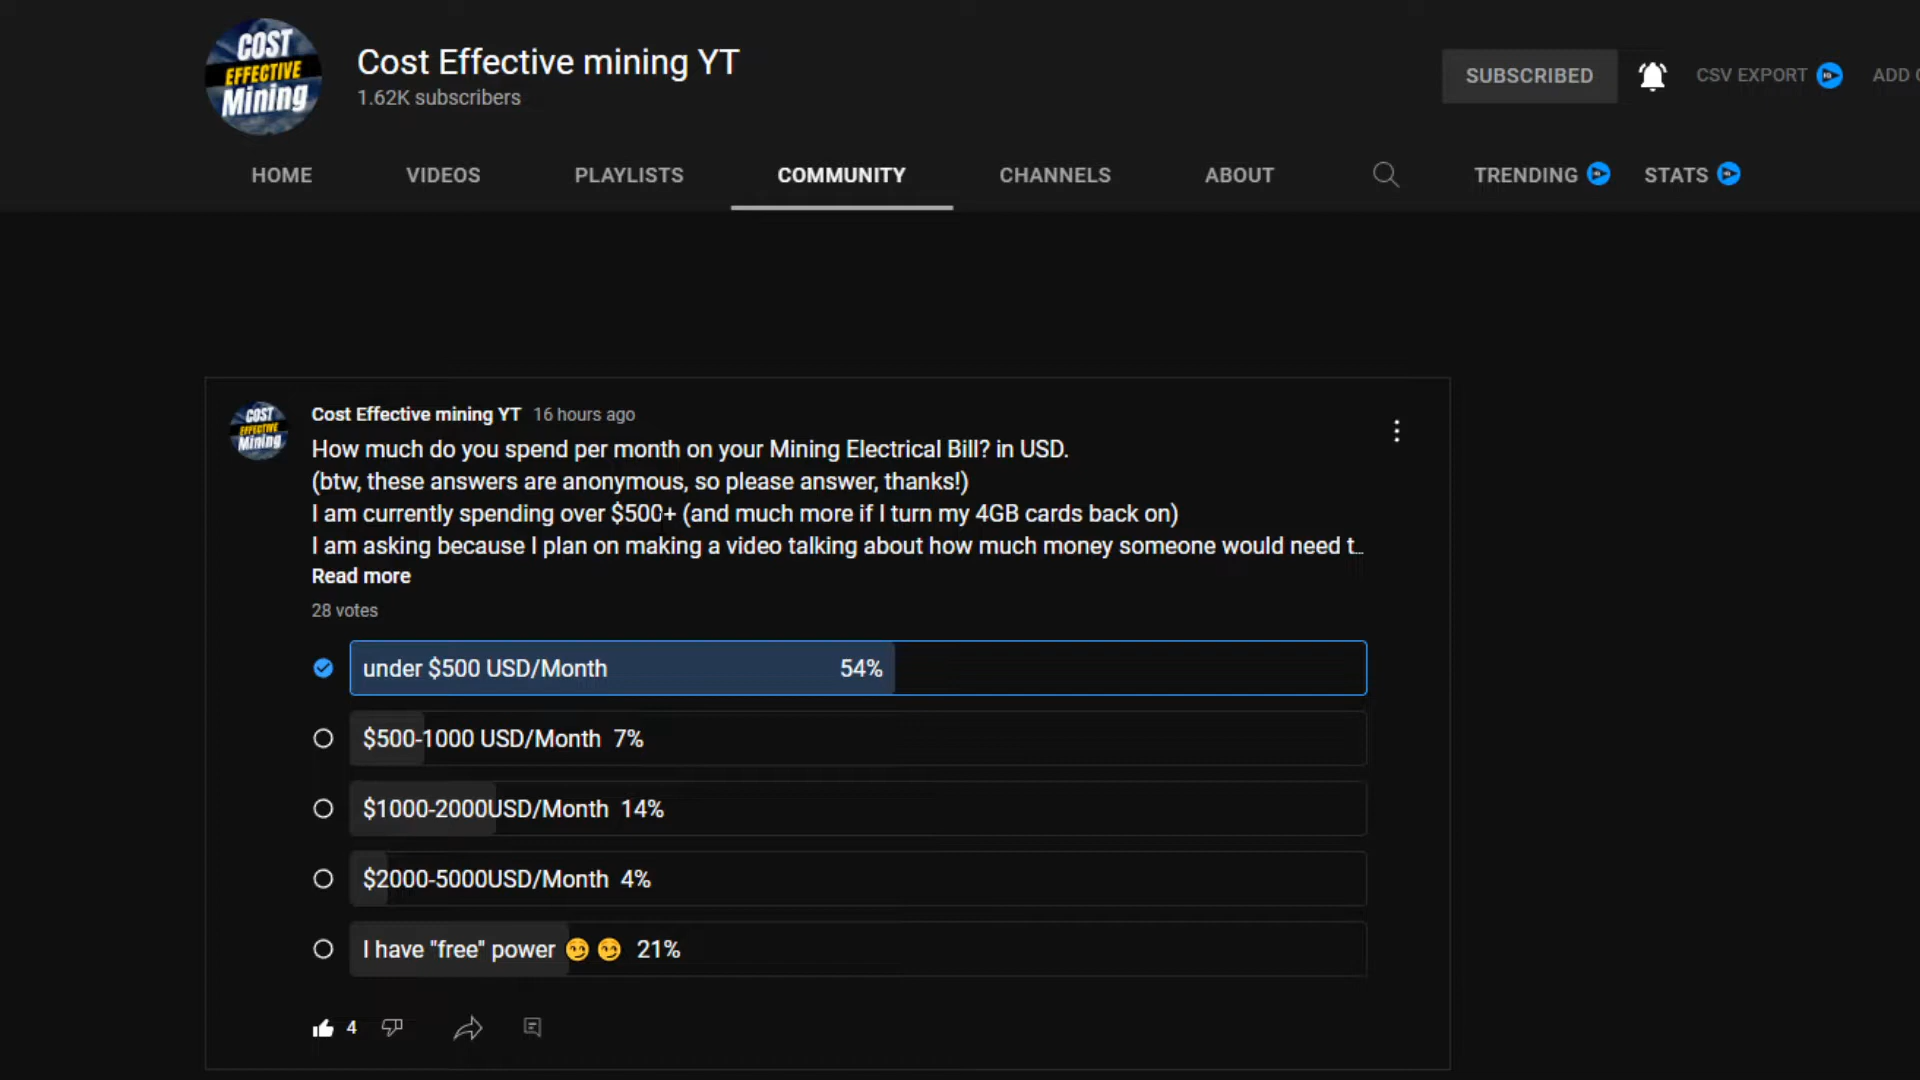 COST
EFFECTIVE
Mining
Cost Effective mining YT
1.62K subscribers
SUBSCRIBED
CSV EXPORT
ADD
HOME
VIDEOS
PLAYLISTS
COMMUNITY
CHANNELS
ABOUT
TRENDING
STATS
COST
EFFECTIVE
Mining
Cost Effective mining YT 16 hours ago
How much do you spend per month on your Mining Electrical Bill? in USD.
(btw, these answers are anonymous, so please answer, thanks!)
I am currently spending over $500+ (and much more if I turn my 4GB cards back on)
I am asking because I plan on making a video talking about how much money someone would need t...
Read more
28 votes
under $500 USD/Month 54%
$500-1000 USD/Month 7%
$1000-2000USD/Month 14%
$2000-5000USD/Month 4%
I have "free" power 😏 😏 21%
4